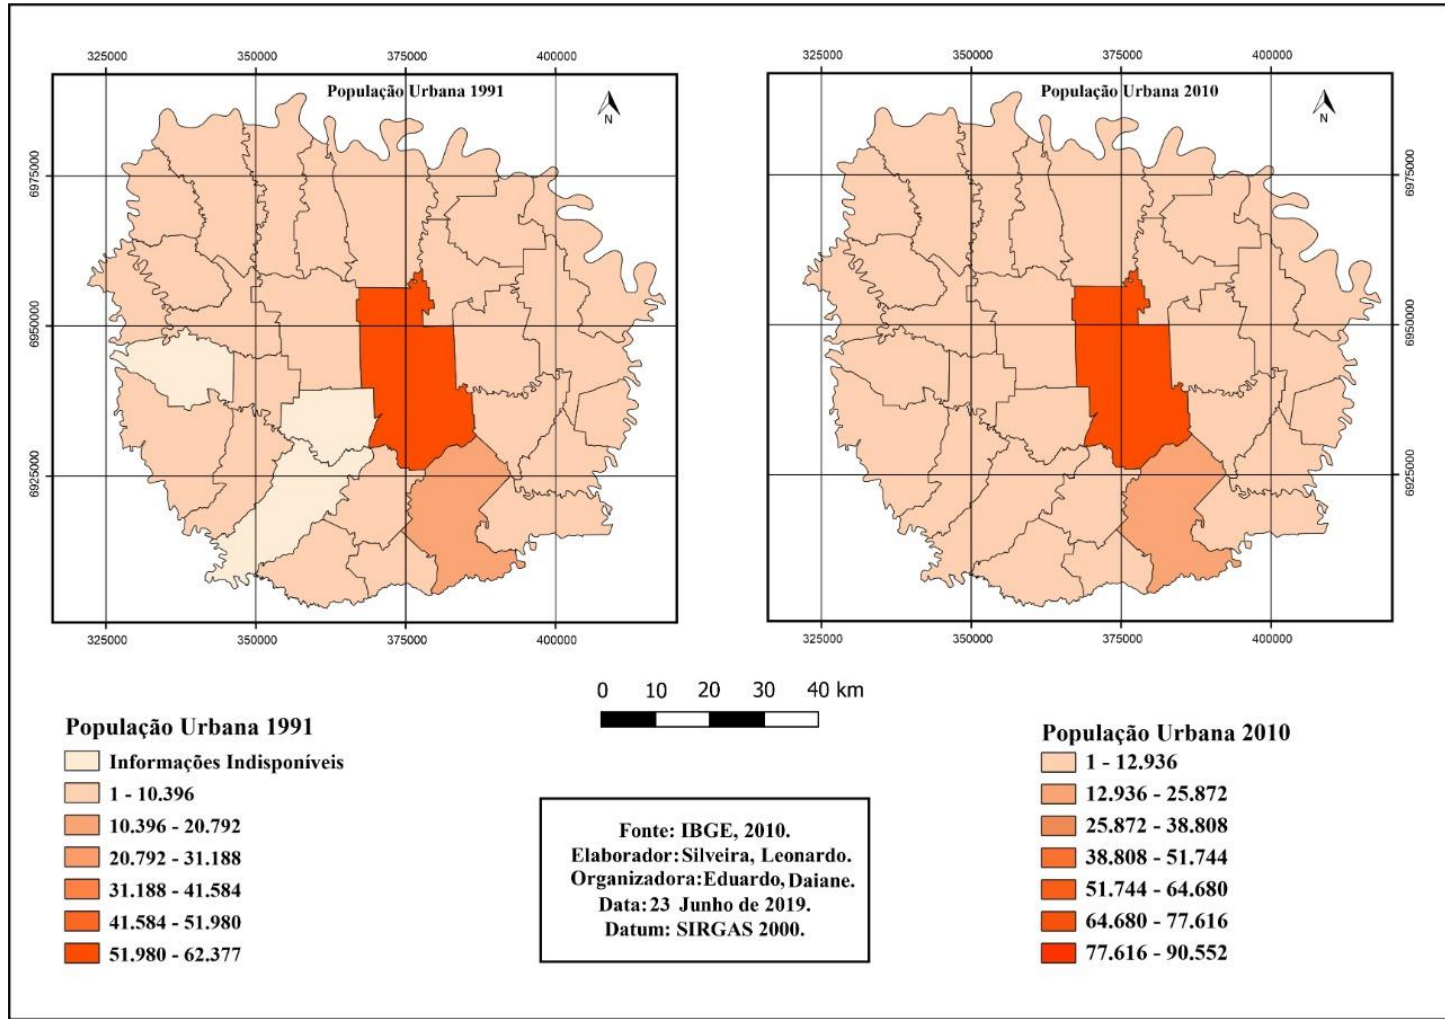 325000 350000 375000 400000
População Urbana 1991
N
6975000
6950000
6925000
325000 350000 375000 400000
325000 350000 375000 400000
População Urbana 2010
N
6975000
6950000
6925000
325000 350000 375000 400000
0 10 20 30 40 km
População Urbana 1991
Informações Indisponíveis
1 - 10.396
10.396 - 20.792
20.792 - 31.188
31.188 - 41.584
41.584 - 51.980
51.980 - 62.377
Fonte: IBGE, 2010.
Elaborador: Silveira, Leonardo.
Organizadora: Eduardo, Daiane.
Data: 23 Junho de 2019.
Datum: SIRGAS 2000.
População Urbana 2010
1 - 12.936
12.936 - 25.872
25.872 - 38.808
38.808 - 51.744
51.744 - 64.680
64.680 - 77.616
77.616 - 90.552